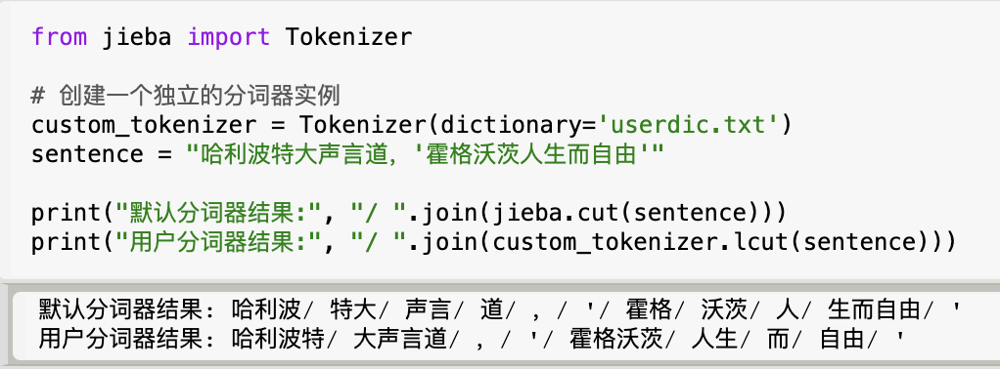 from jieba import Tokenizer
# 创建一个独立的分词器实例
custom_tokenizer = Tokenizer(dictionary='userdic.txt')
sentence = "哈利波特大声言道，'霍格沃茨人生而自由'"
print("默认分词器结果:", "/ ".join(jieba.cut(sentence)))
print("用户分词器结果:", "/ ".join(custom_tokenizer.lcut(sentence)))
默认分词器结果: 哈利波/ 特大/ 声言/ 道/ ，/ '/ 霍格/ 沃茨/ 人/ 生而自由/ '
用户分词器结果: 哈利波特/ 大声言道/ ，/ '/ 霍格沃茨/ 人生/ 而/ 自由/ '